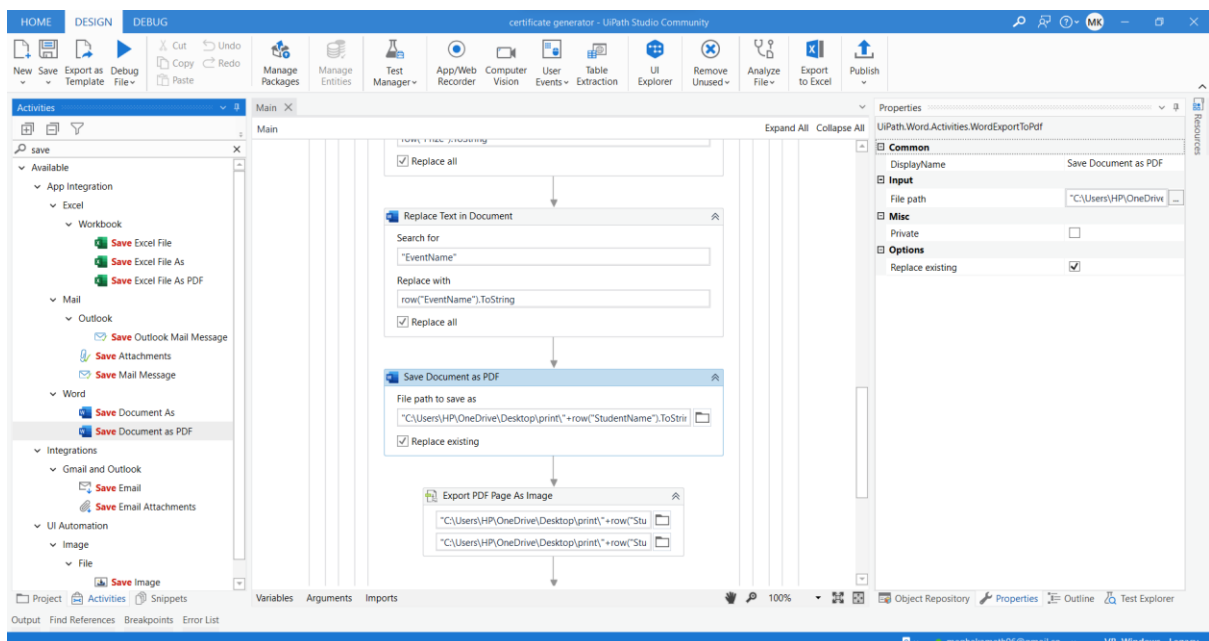 HOME DESIGN DEBUG certificate generator - UiPath Studio Community MK
Cut Undo
Copy Redo
Paste
New Save Export as Template Debug File Manage Packages Manage Entities Test Manager App/Web Recorder Computer Vision User Events Table Extraction UI Explorer Remove Unused Analyze File Export to Excel Publish
Activities
save
Available
App Integration
Excel
Workbook
Save Excel File
Save Excel File As
Save Excel File As PDF
Mail
Outlook
Save Outlook Mail Message
Save Attachments
Save Mail Message
Word
Save Document As
Save Document as PDF
Integrations
Gmail and Outlook
Save Email
Save Email Attachments
UI Automation
Image
File
Save Image
Project Activities Snippets
Main
Main Expand All Collapse All
Replace all
Replace Text in Document
Search for
"EventName"
Replace with
row("EventName").ToString
Replace all
Save Document as PDF
File path to save as
"C:\Users\HP\OneDrive\Desktop\print\"+row("StudentName").ToStrin
Replace existing
Export PDF Page As Image
"C:\Users\HP\OneDrive\Desktop\print\"+row("Stu
"C:\Users\HP\OneDrive\Desktop\print\"+row("Stu
Variables Arguments Imports 100%
Properties
UiPath.Word.Activities.WordExportToPdf
Common
DisplayName Save Document as PDF
Input
File path "C:\Users\HP\OneDrive ...
Misc
Private
Options
Replace existing
Resources
Object Repository Properties Outline Test Explorer
Output Find References Breakpoints Error List